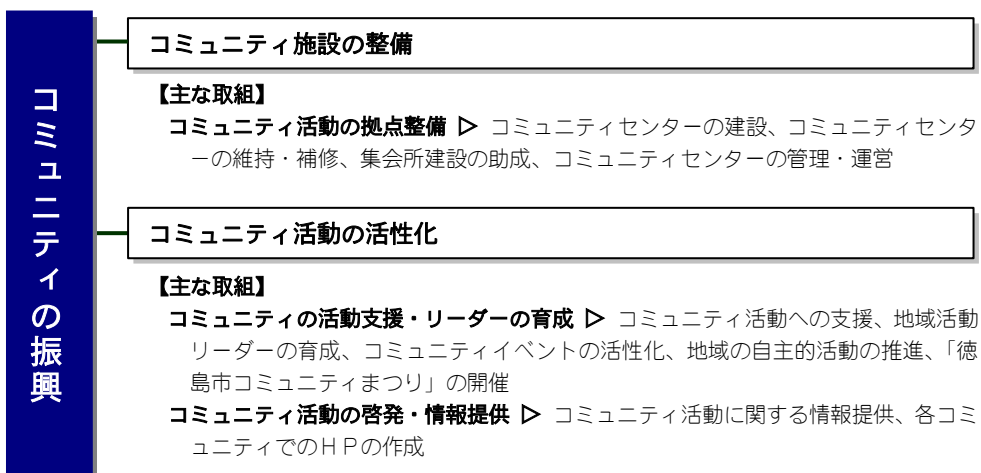 コミュニティの振興
コミュニティ施設の整備
【主な取組】
コミュニティ活動の拠点整備 ▷ コミュニティセンターの建設、コミュニティセンタ
ーの維持・補修、集会所建設の助成、コミュニティセンターの管理・運営
コミュニティ活動の活性化
【主な取組】
コミュニティの活動支援・リーダーの育成 ▷ コミュニティ活動への支援、地域活動
リーダーの育成、コミュニティイベントの活性化、地域の自主的活動の推進、「徳
島市コミュニティまつり」の開催
コミュニティ活動の啓発・情報提供 ▷ コミュニティ活動に関する情報提供、各コミ
ュニティでのＨＰの作成